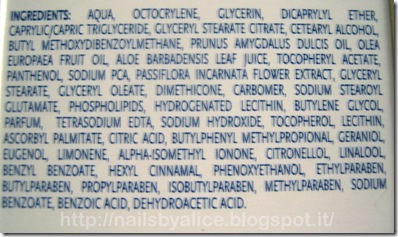 INGREDIENTS: AQUA, OCTOCRYLENE, GLYCERIN, DICAPRYLYL ETHER,
CAPRYLIC/CAPRIC TRIGLYCERIDE, GLYCERYL STEARATE CITRATE, CETEARYL ALCOHOL,
BUTYL METHOXYDIBENZOYLMETHANE, PRUNUS AMYGDALUS DULCIS OIL, OLEA
EUROPAEA FRUIT OIL, ALOE BARBADENSIS LEAF JUICE, TOCOPHERYL ACETATE,
PANTHENOL, SODIUM PCA, PASSIFLORA INCARNATA FLOWER EXTRACT, GLYCERYL
STEARATE, GLYCERYL OLEATE, DIMETHICONE, CARBOMER, SODIUM STEAROYL
GLUTAMATE, PHOSPHOLIPIDS, HYDROGENATED LECITHIN, BUTYLENE GLYCOL,
PARFUM, TETRASODIUM EDTA, SODIUM HYDROXIDE, TOCOPHEROL, LECITHIN,
ASCORBYL PALMITATE, CITRIC ACID, BUTYLPHENYL METHYLPROPIONAL, GERANIOL,
EUGENOL, LIMONENE, ALPHA-ISOMETHYL IONONE, CITRONELLOL, LINALOOL,
BENZYL BENZOATE, HEXYL CINNAMAL, PHENOXYETHANOL, ETHYLPARABEN,
BUTYLPARABEN, PROPYLPARABEN, ISOBUTYLPARABEN, METHYLPARABEN, SODIUM
BENZOATE, BENZOIC ACID, DEHYDROACETIC ACID.
http://nailsbyalice.blogspot.it/